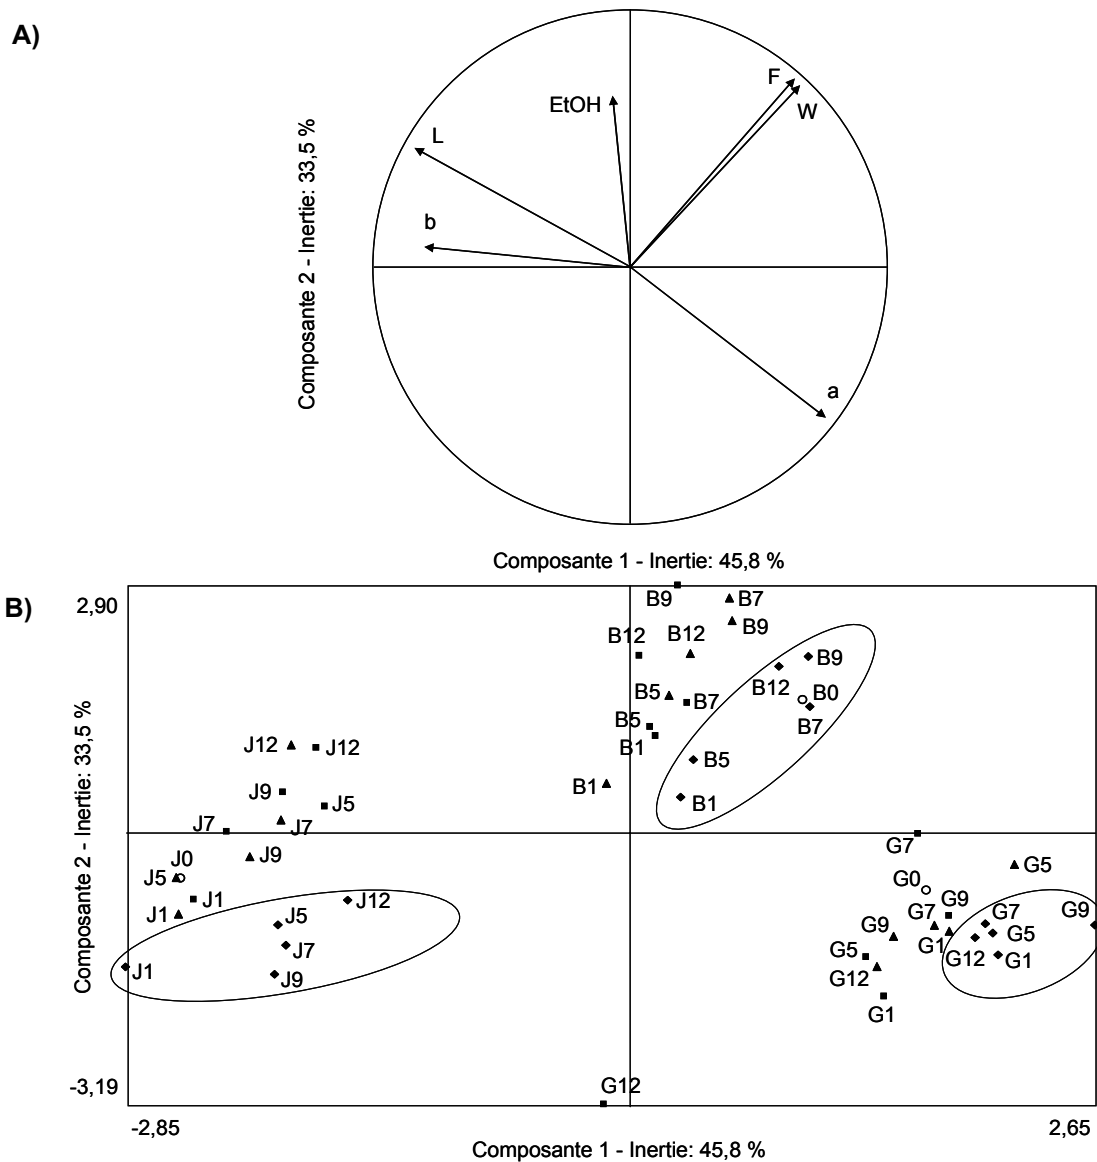 A)
F
W
EtOH
L
b
a
Composante 2 - Inertie: 33,5 %
Composante 1 - Inertie: 45,8 %
B)
2,90
B9
B7
B9
B12
B12
B9
B12
B0
B5
B7
B7
B5
B1
B5
B1
B1
J12
J12
J9
J5
J7
J7
J9
J0
J5
J1
J1
J12
J5
J7
J9
J1
G7
G5
G0
G9
G7
G7
G9
G9
G1
G5
G5
G12
G1
G12
G1
G12
Composante 2 - Inertie: 33,5 %
-3,19
-2,85
2,65
Composante 1 - Inertie: 45,8 %